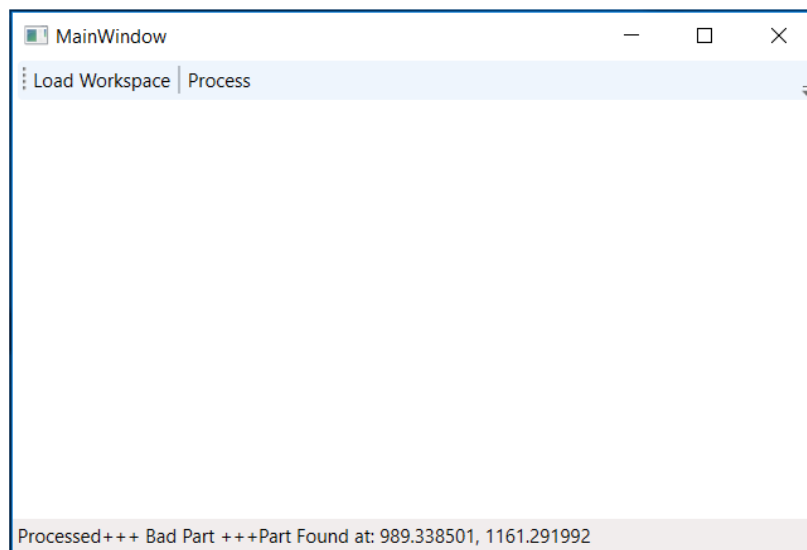 MainWindow
Load Workspace Process
Processed+++ Bad Part +++Part Found at: 989.338501, 1161.291992